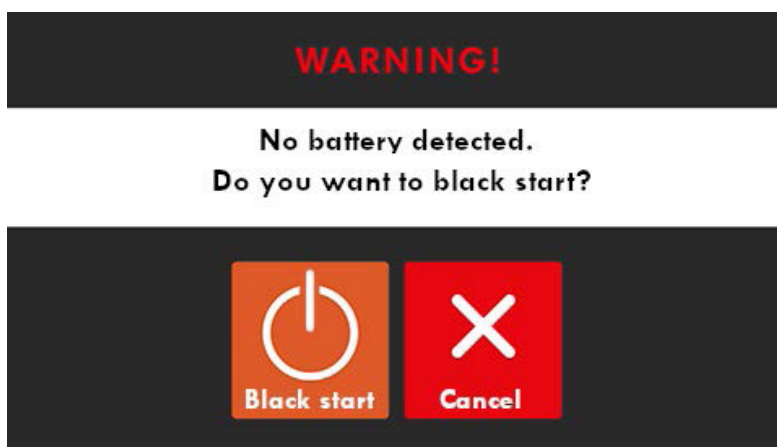 WARNING!
No battery detected.
Do you want to black start?
Black start
Cancel